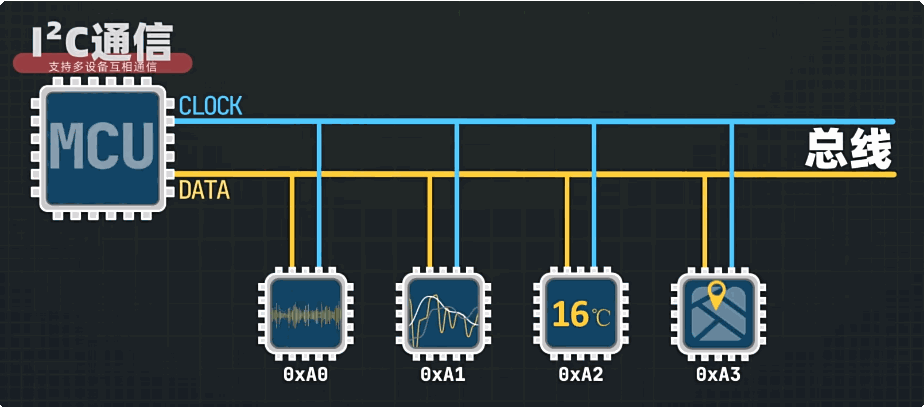 I²C通信
支持多设备互相通信
CLOCK
MCU
总线
DATA
16℃
0xA0
0xA1
0xA2
0xA3